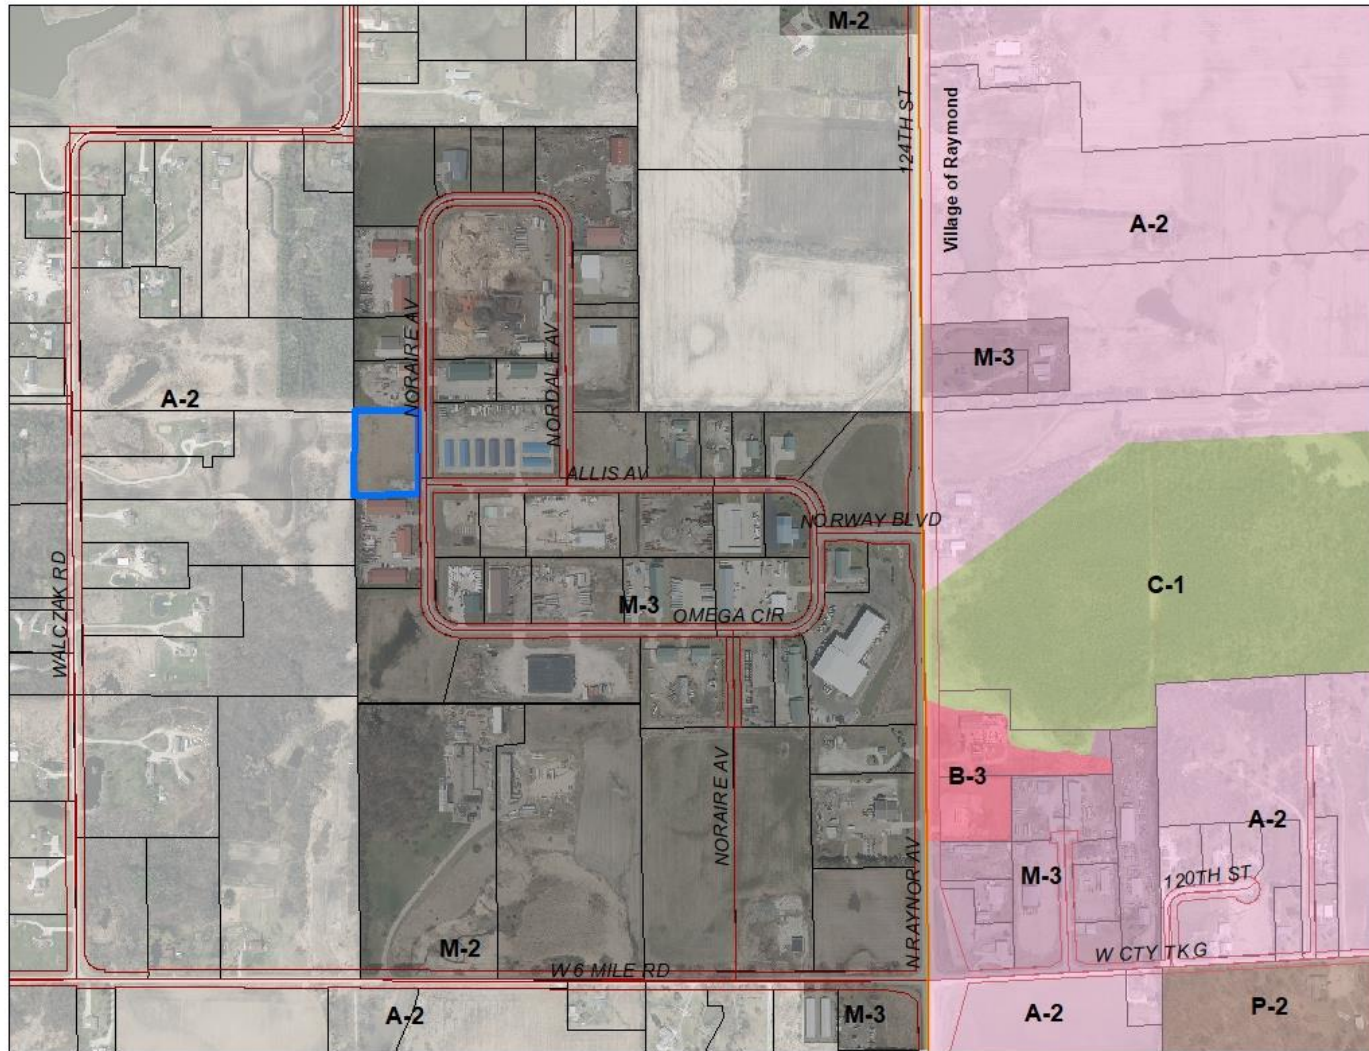 M-2
124TH ST
Village of Raymond
A-2
M-3
NORAIRE AV
NORDALE AV
A-2
ALLIS AV
NORWAY BLVD
C-1
WALCZAK RD
M-3
OMEGA CIR
B-3
NORAIRE AV
N RAYNOR AV
A-2
M-3
120TH ST
M-2
W 6 MILE RD
W CTY TK G
A-2
M-3
A-2
P-2